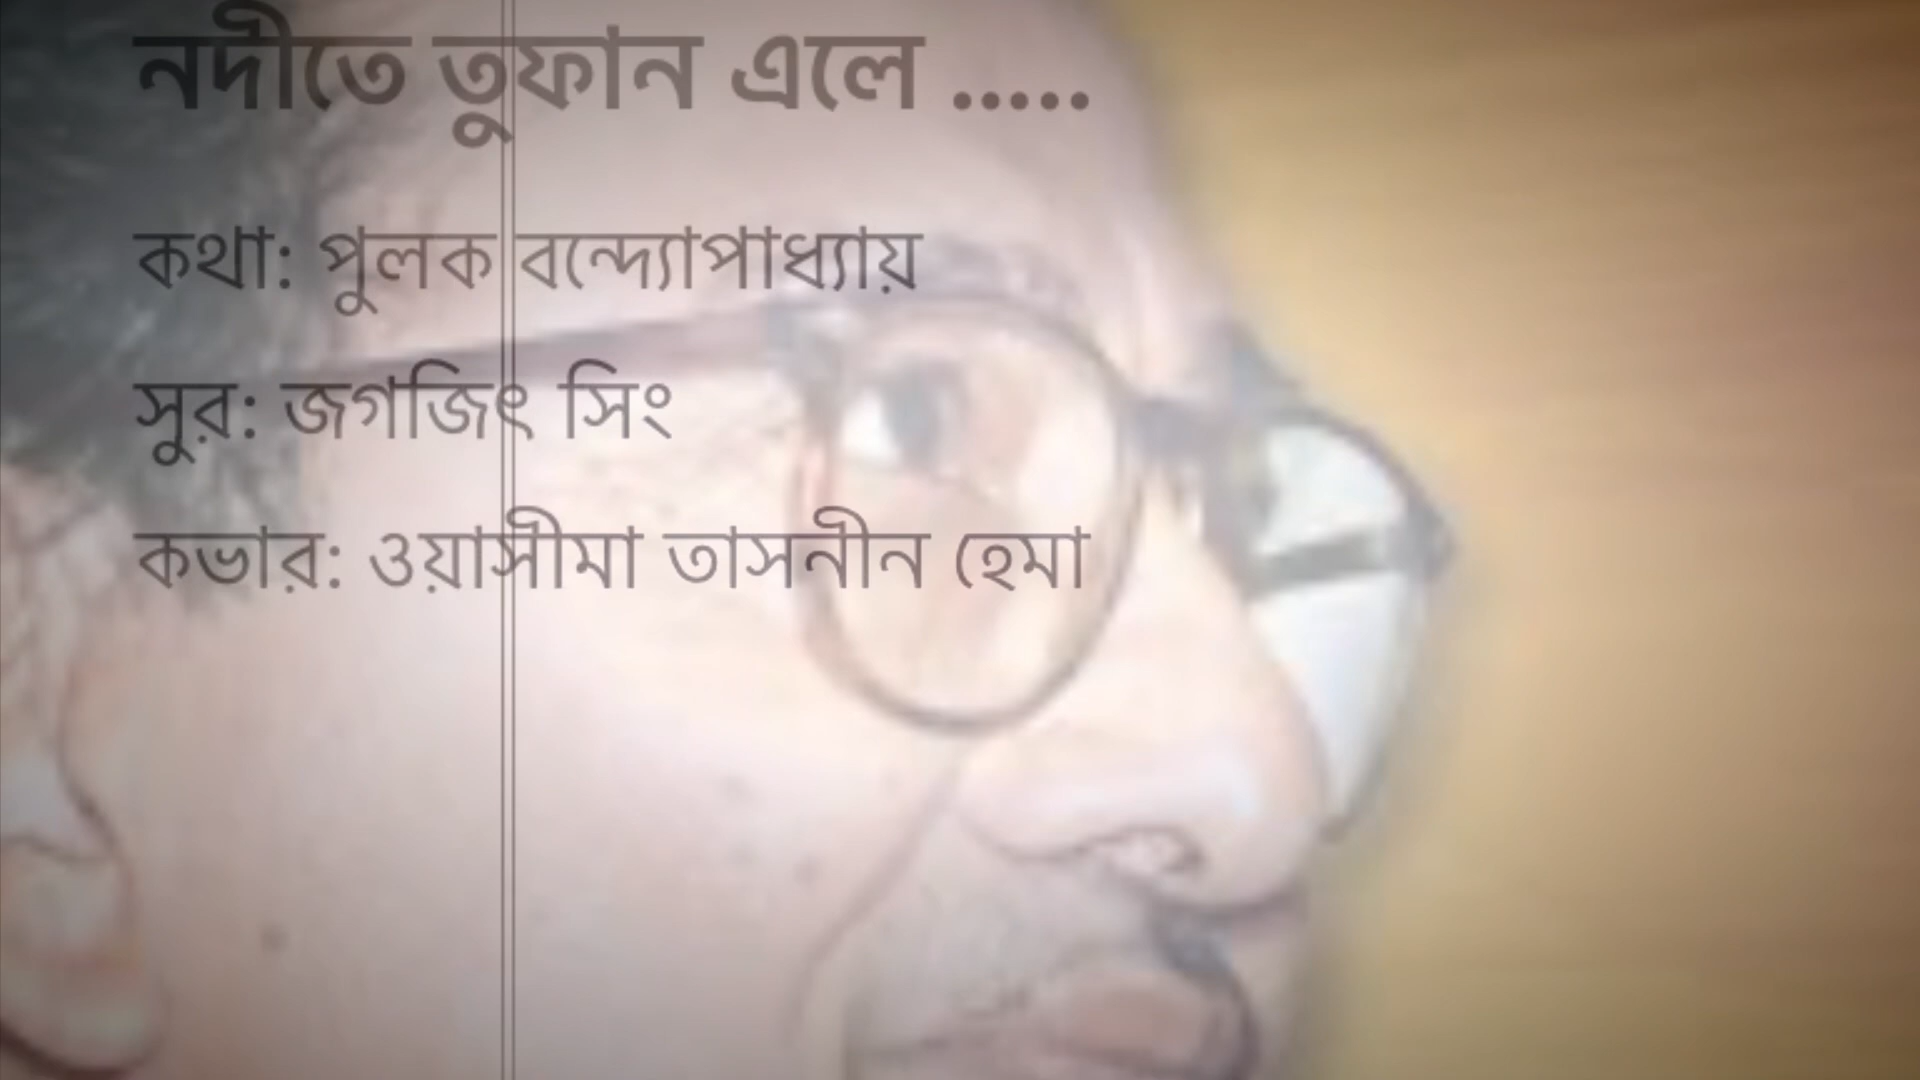 নদীতে তুফান এলে .....
কথা: পুলক বন্দ্যোপাধ্যায়
সুর: জগজিৎ সিং
কভার: ওয়াসীমা তাসনীন হেমা